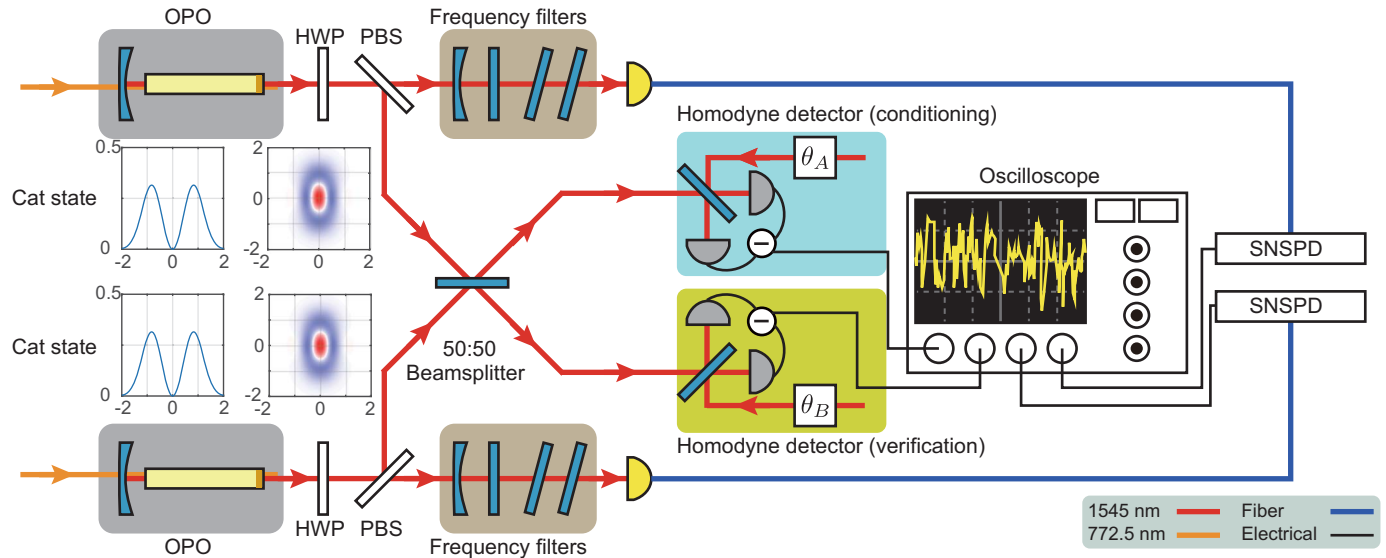 OPO
HWP
PBS
Frequency filters
Homodyne detector (conditioning)
θA
Oscilloscope
0.5
2
Cat state
0
0
-2
-2
0
2
-2
0
2
SNSPD
SNSPD
0.5
2
Cat state
0
0
-2
-2
0
2
-2
0
2
50:50
Beamsplitter
θB
Homodyne detector (verification)
HWP
PBS
OPO
Frequency filters
1545 nm
Fiber
772.5 nm
Electrical